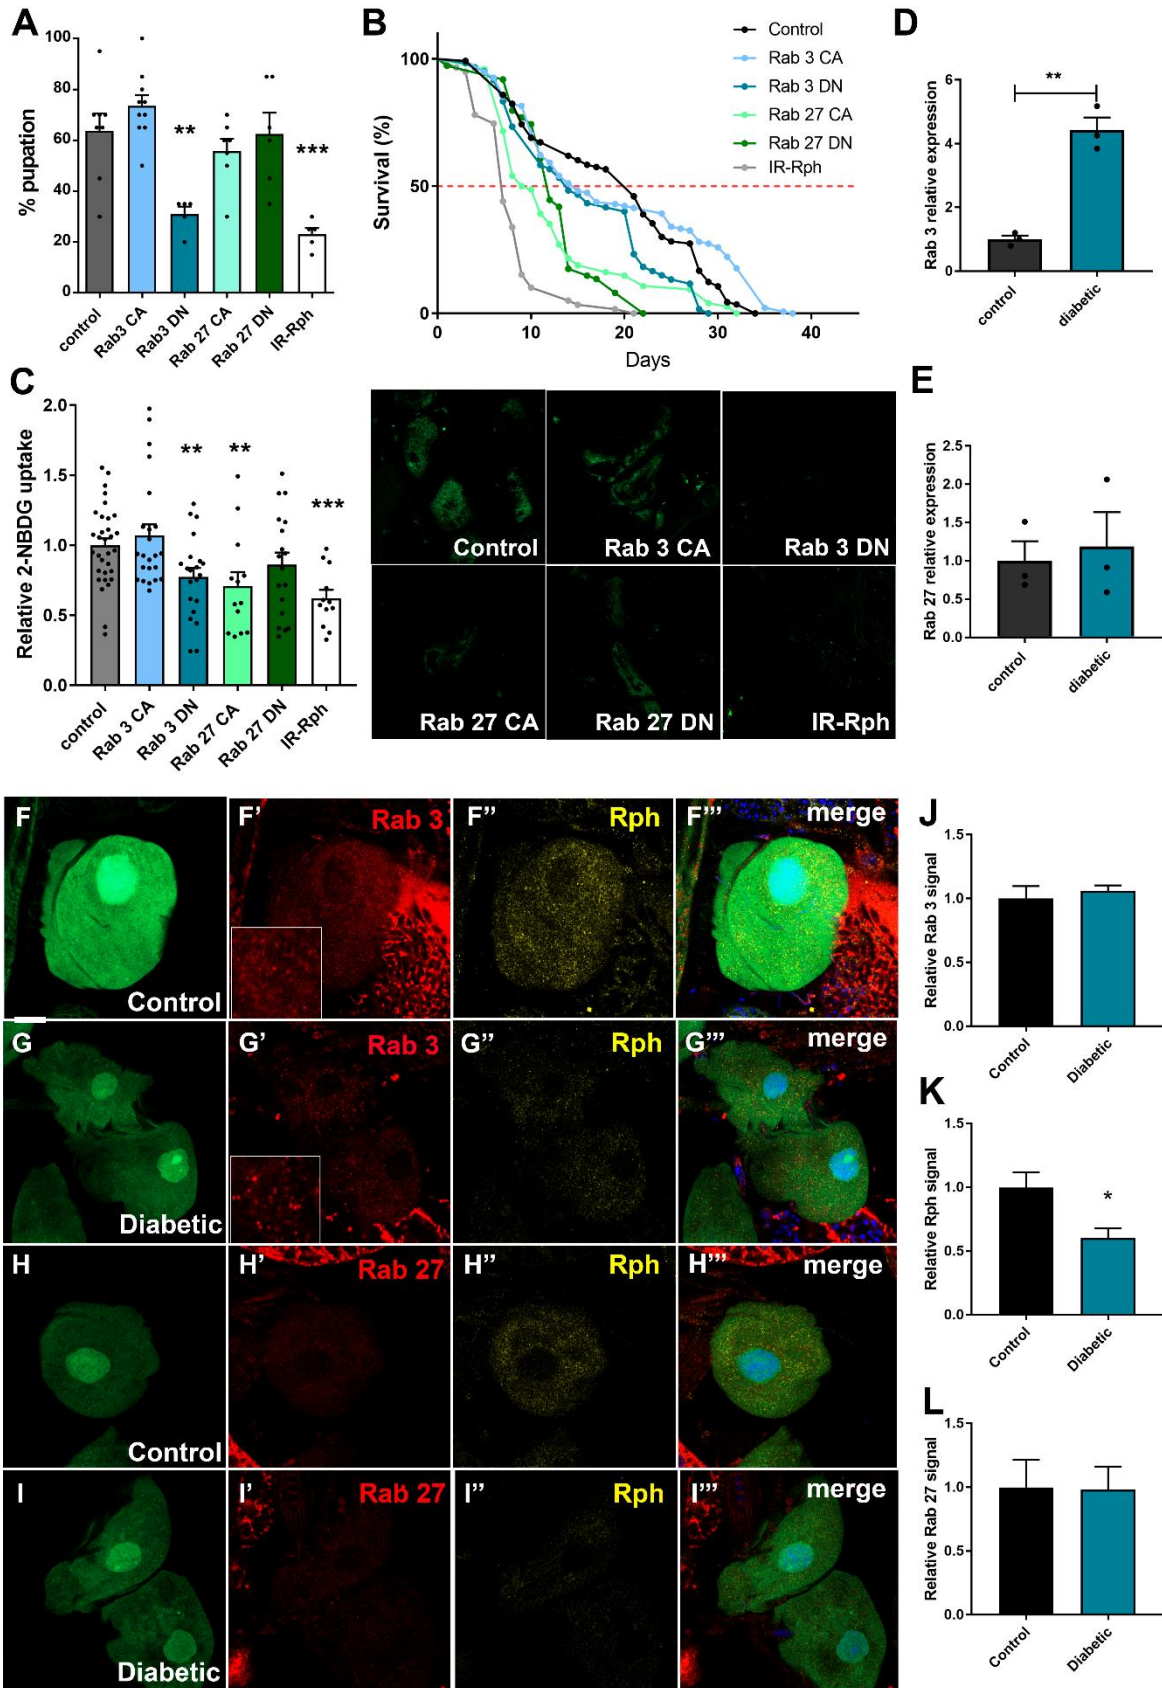 A
% pupation
100
80
60
40
20
0
**
***
control
Rab3 CA
Rab3 DN
Rab 27 CA
Rab 27 DN
IR-Rph
B
Survival (%)
100
50
0
0
10
20
30
40
Days
Control
Rab 3 CA
Rab 3 DN
Rab 27 CA
Rab 27 DN
IR-Rph
D
Rab 3 relative expression
6
4
2
0
**
control
diabetic
C
Relative 2-NBDG uptake
2.0
1.5
1.0
0.5
0.0
**
**
***
control
Rab 3 CA
Rab 3 DN
Rab 27 CA
Rab 27 DN
IR-Rph
Control
Rab 3 CA
Rab 3 DN
Rab 27 CA
Rab 27 DN
IR-Rph
E
Rab 27 relative expression
2.5
2.0
1.5
1.0
0.5
0.0
control
diabetic
F
Control
F'
Rab 3
F''
Rph
F'''
merge
G
Diabetic
G'
Rab 3
G''
Rph
G'''
merge
H
Control
H'
Rab 27
H''
Rph
H'''
merge
I
Diabetic
I'
Rab 27
I''
Rph
I'''
merge
J
Relative Rab 3 signal
1.5
1.0
0.5
0.0
Control
Diabetic
K
Relative Rph signal
1.5
1.0
0.5
0.0
*
Control
Diabetic
L
Relative Rab 27 signal
1.5
1.0
0.5
0.0
Control
Diabetic